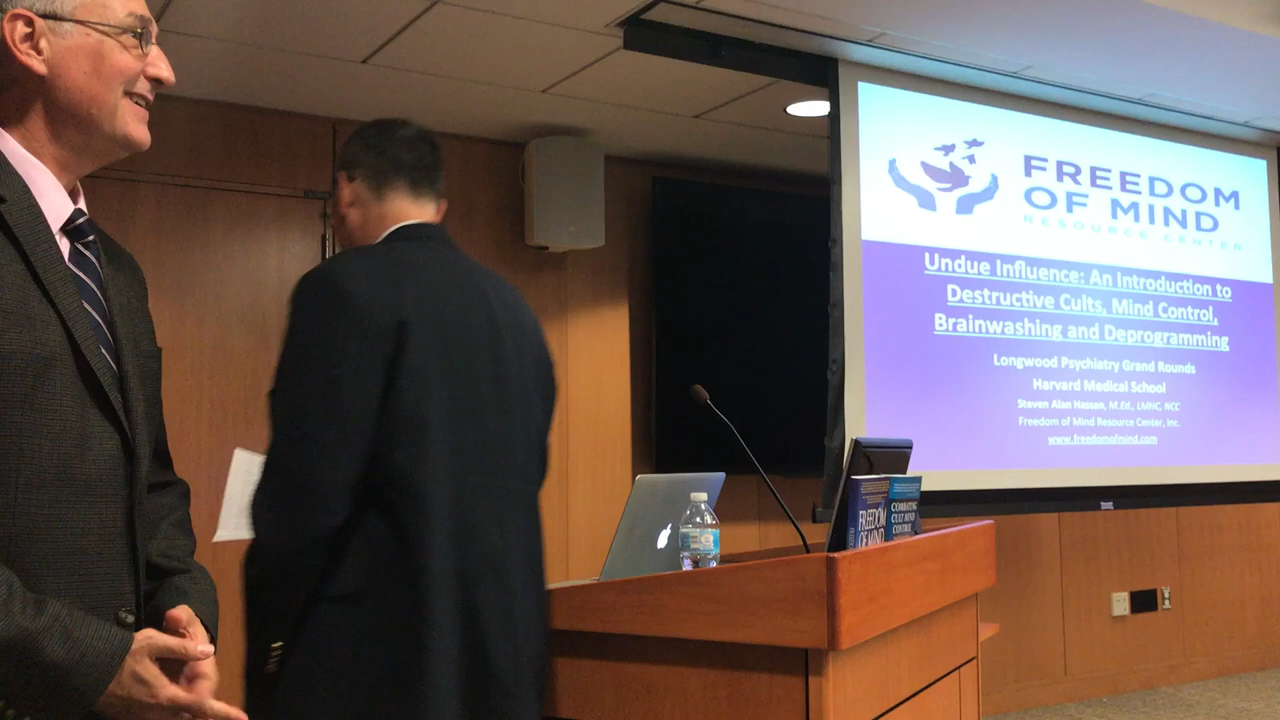 FREEDOM
OF MIND
RESOURCE CENTER
Undue Influence: An Introduction to
Destructive Cults, Mind Control,
Brainwashing and Deprogramming
Longwood Psychiatry Grand Rounds
Harvard Medical School
Steven Alan Hassan, M.Ed., LMHC, NCC
Freedom of Mind Resource Center, Inc.
www.freedomofmind.com
FREEDOM
OF MIND
COMBATING
CULT MIND
CONTROL